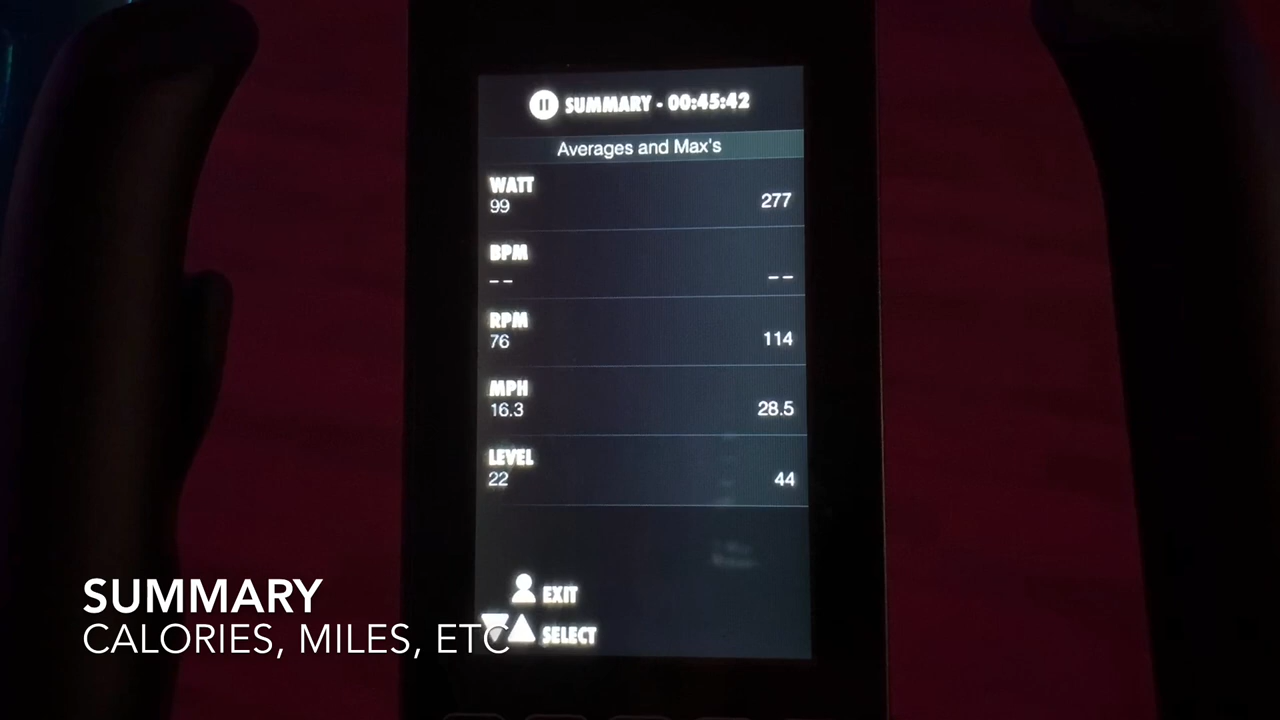 SUMMARY - 00:45:42
Averages and Max's
WATT
99 277
BPM
-- --
RPM
76 114
MPH
16.3 28.5
LEVEL
22 44
EXIT
SELECT
SUMMARY
CALORIES, MILES, ETC